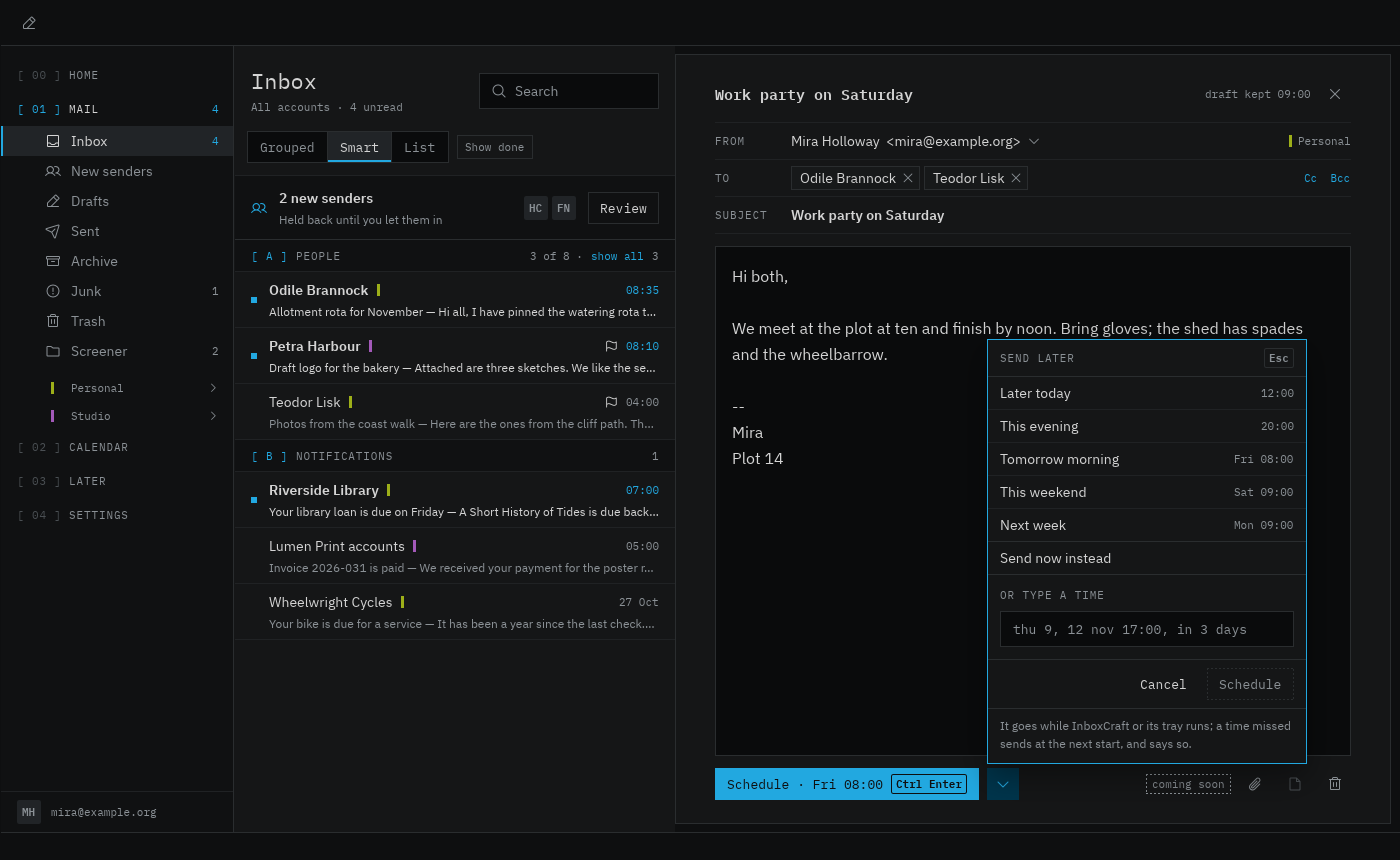 [ 00 ] HOME
[ 01 ] MAIL 4
Inbox 4
New senders
Drafts
Sent
Archive
Junk 1
Trash
Screener 2
Personal
Studio
[ 02 ] CALENDAR
[ 03 ] LATER
[ 04 ] SETTINGS
MH mira@example.org
Inbox
All accounts · 4 unread
Search
Grouped Smart List Show done
2 new senders
Held back until you let them in
HC FN Review
[ A ] PEOPLE 3 of 8 · show all 3
Odile Brannock 08:35
Allotment rota for November — Hi all, I have pinned the watering rota t…
Petra Harbour 08:10
Draft logo for the bakery — Attached are three sketches. We like the se…
Teodor Lisk 04:00
Photos from the coast walk — Here are the ones from the cliff path. Th…
[ B ] NOTIFICATIONS 1
Riverside Library 07:00
Your library loan is due on Friday — A Short History of Tides is due back…
Lumen Print accounts 05:00
Invoice 2026-031 is paid — We received your payment for the poster r…
Wheelwright Cycles 27 Oct
Your bike is due for a service — It has been a year since the last check.…
Work party on Saturday draft kept 09:00
FROM Mira Holloway <mira@example.org> Personal
TO Odile Brannock Teodor Lisk Cc Bcc
SUBJECT Work party on Saturday
Hi both,
We meet at the plot at ten and finish by noon. Bring gloves; the shed has spades
and the wheelbarrow.
--
Mira
Plot 14
SEND LATER Esc
Later today 12:00
This evening 20:00
Tomorrow morning Fri 08:00
This weekend Sat 09:00
Next week Mon 09:00
Send now instead
OR TYPE A TIME
thu 9, 12 nov 17:00, in 3 days
Cancel Schedule
It goes while InboxCraft or its tray runs; a time missed
sends at the next start, and says so.
Schedule · Fri 08:00 Ctrl Enter
coming soon